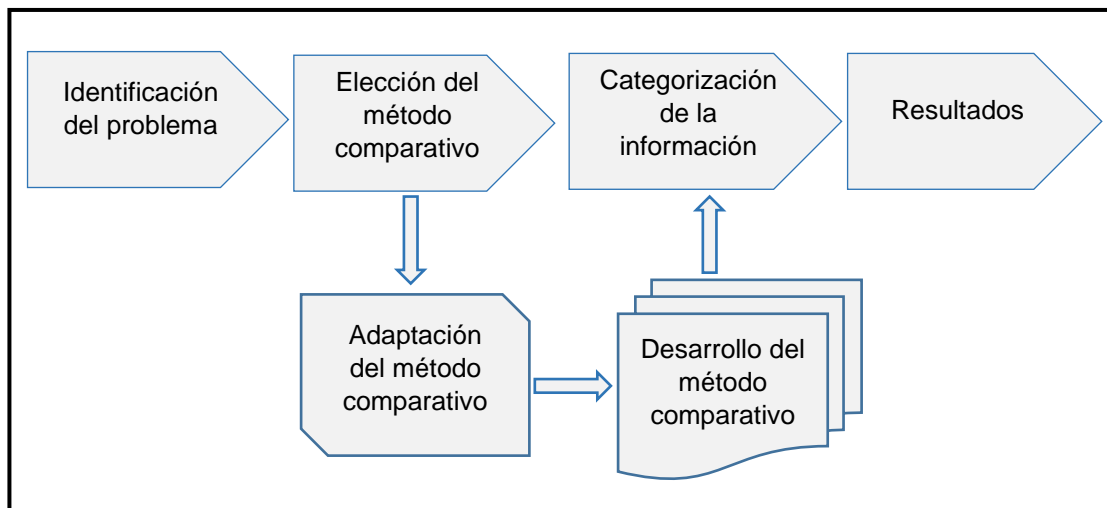 Identificación
del problema
Elección del
método
comparativo
Categorización
de la
información
Resultados
Adaptación
del método
comparativo
Desarrollo del
método
comparativo